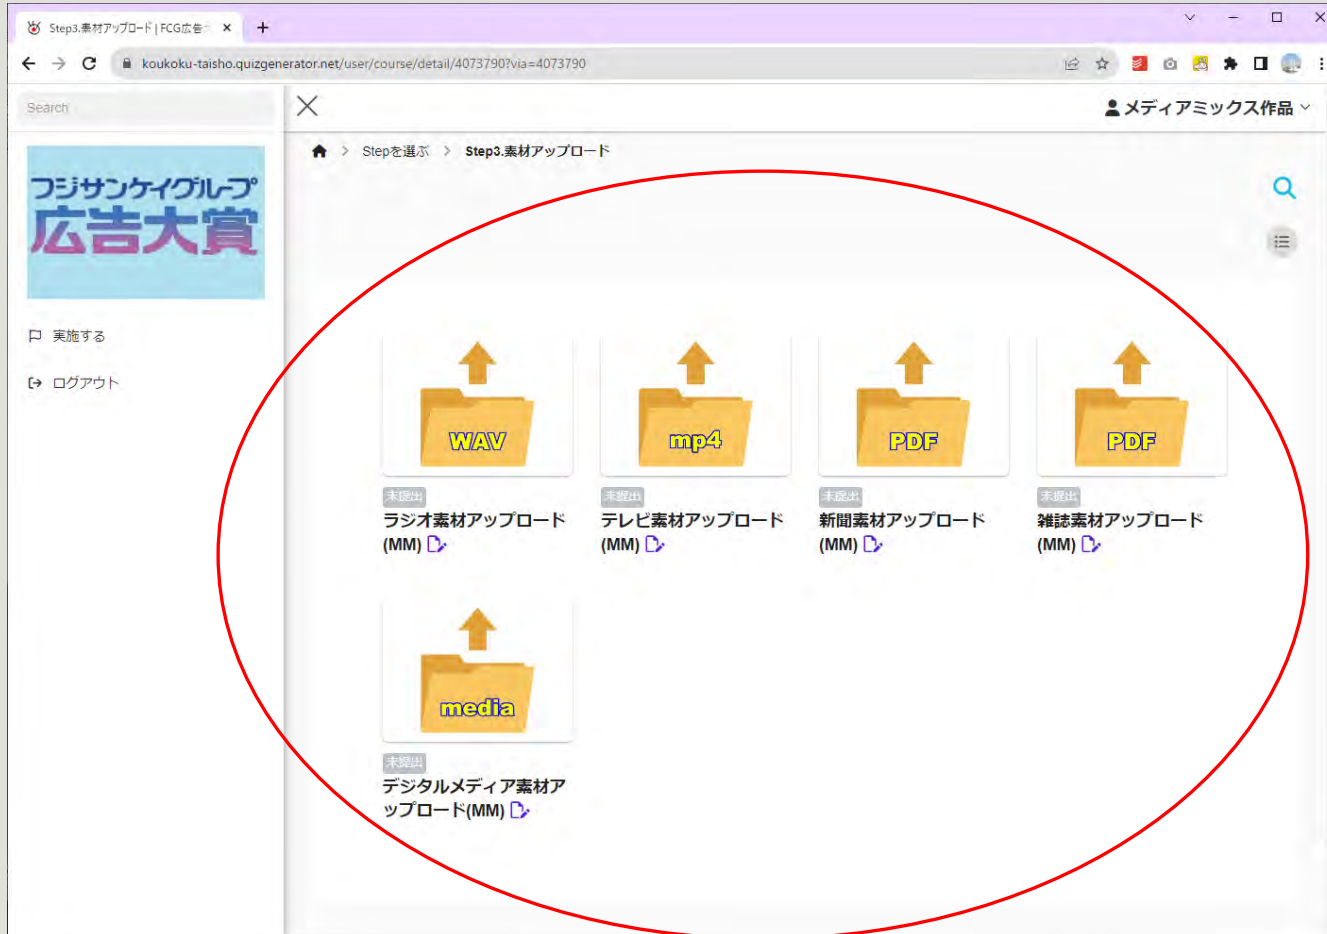 Step3.素材アップロード | FCG広告
koukoku-taisho.quizgenerator.net/user/course/detail/4073790?via=4073790
Search
メディアミックス作品
Stepを選ぶ > Step3.素材アップロード
フジサンケイグループ
広告大賞
実施する
ログアウト
WAV
mp4
PDF
PDF
未提出
未提出
未提出
未提出
ラジオ素材アップロード
(MM)
テレビ素材アップロード
(MM)
新聞素材アップロード
(MM)
雑誌素材アップロード
(MM)
media
未提出
デジタルメディア素材ア
ップロード(MM)